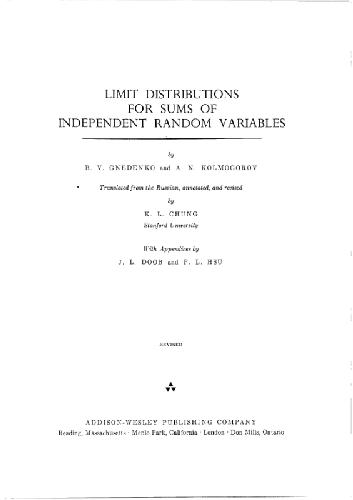 LIMIT DISTRIBUTIONS
FOR SUMS OF
INDEPENDENT RANDOM VARIABLES
by
B. V. GNEDENKO and A. N. KOLMOGOROV
Translated from the Russian, annotated, and revised
by
K. L. CHUNG
Stanford University
With Appendices by
J. L. DOOB and P. L. HSU
REVISED
ADDISON-WESLEY PUBLISHING COMPANY
Reading, Massachusetts · Menlo Park, California · London · Don Mills, Ontario